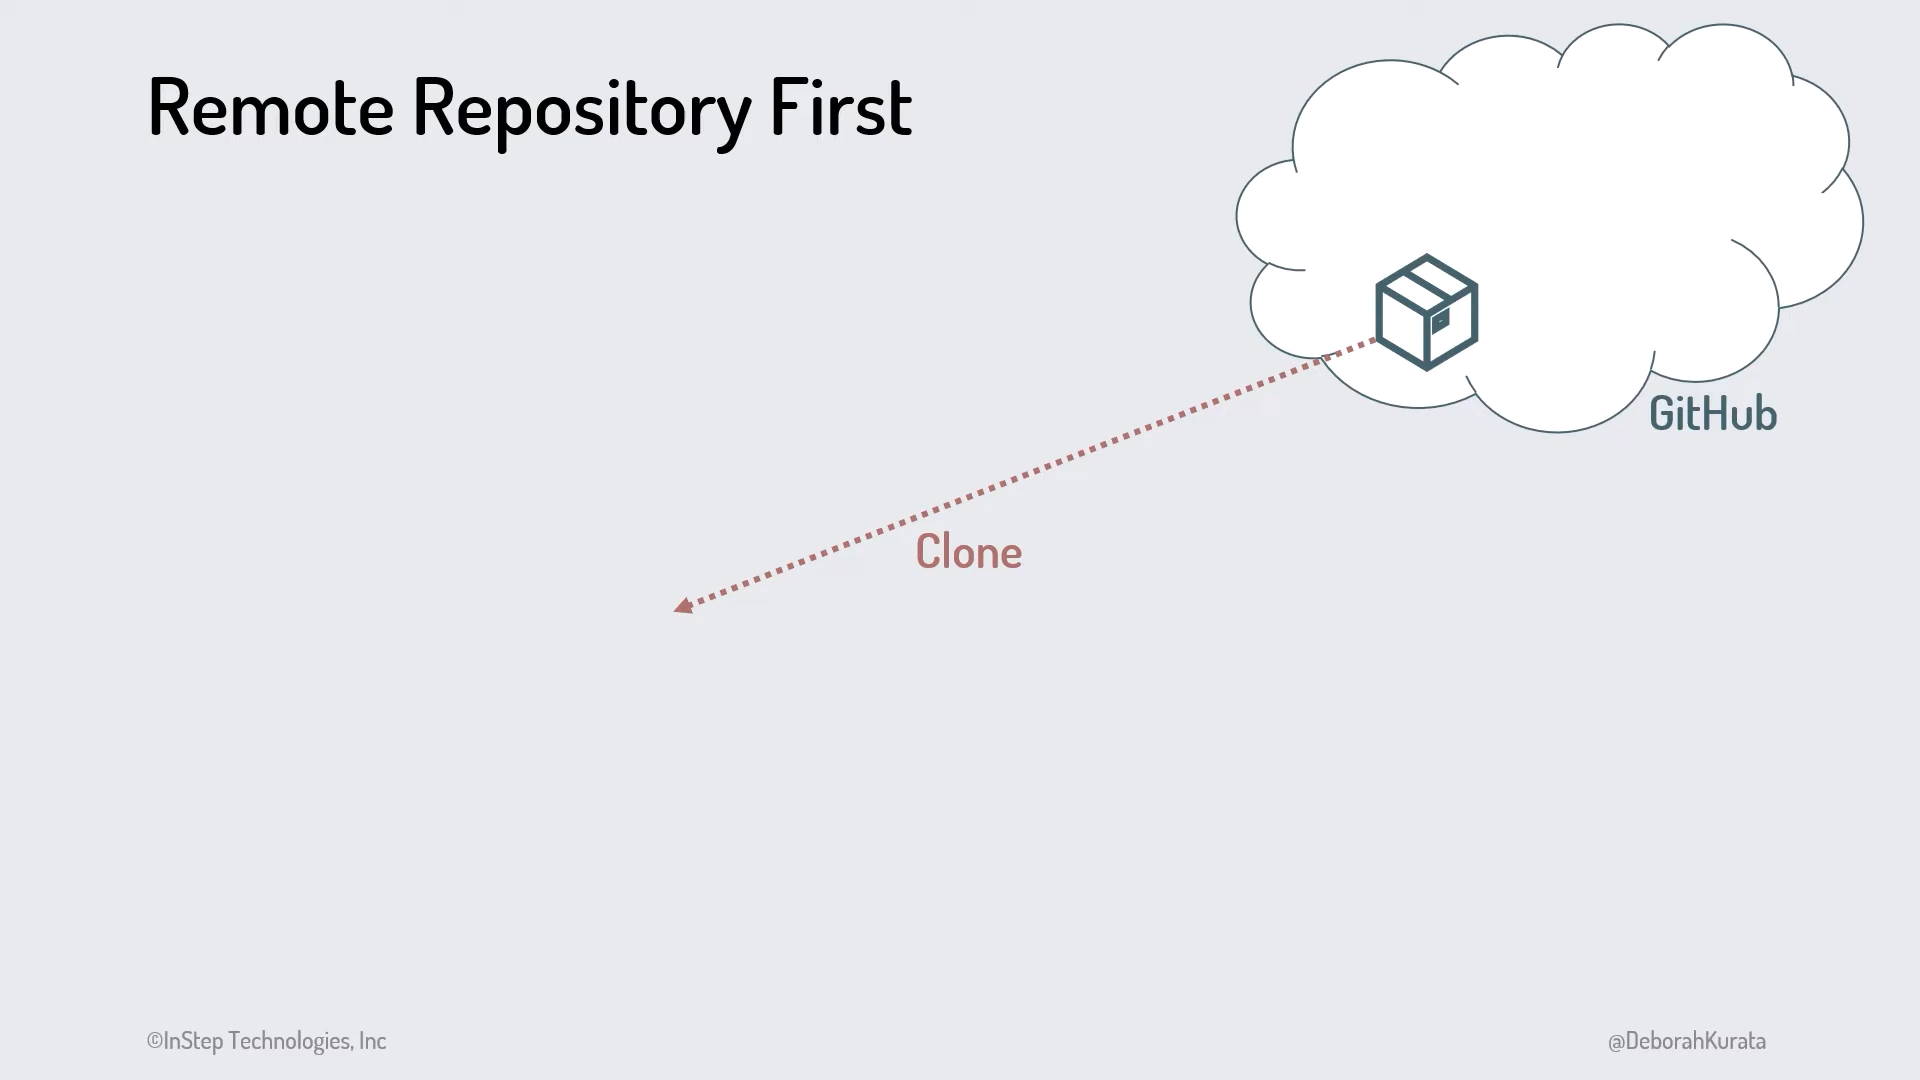 Remote Repository First
GitHub
Clone
©InStep Technologies, Inc
@DeborahKurata